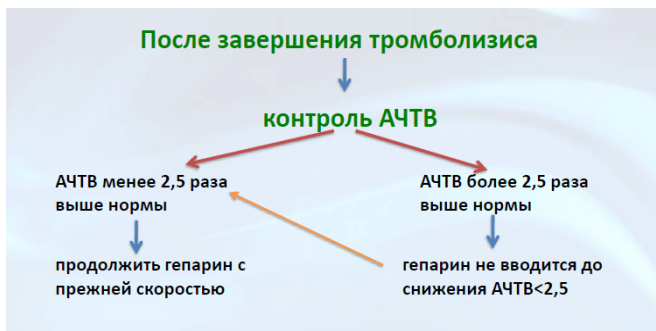 После завершения тромболизиса
контроль АЧТВ
АЧТВ менее 2,5 раза
выше нормы
АЧТВ более 2,5 раза
выше нормы
продолжить гепарин с
прежней скоростью
гепарин не вводится до
снижения АЧТВ<2,5